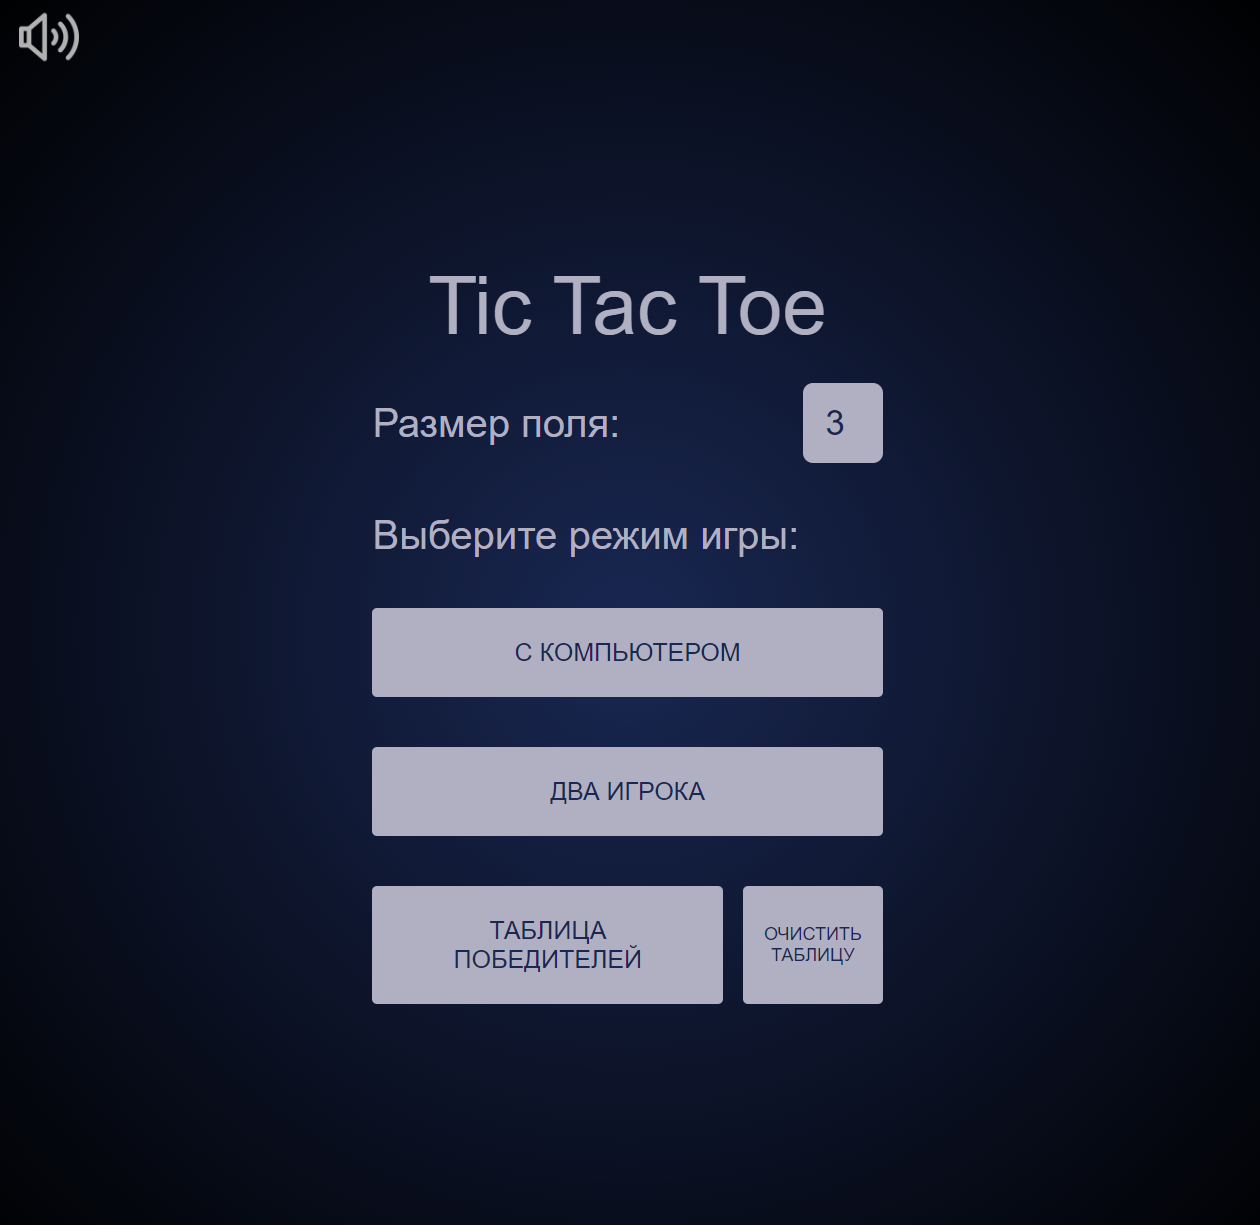 Tic Tac Toe
Размер поля:
3
Выберите режим игры:
С КОМПЬЮТЕРОМ
ДВА ИГРОКА
ТАБЛИЦА
ПОБЕДИТЕЛЕЙ
ОЧИСТИТЬ
ТАБЛИЦУ